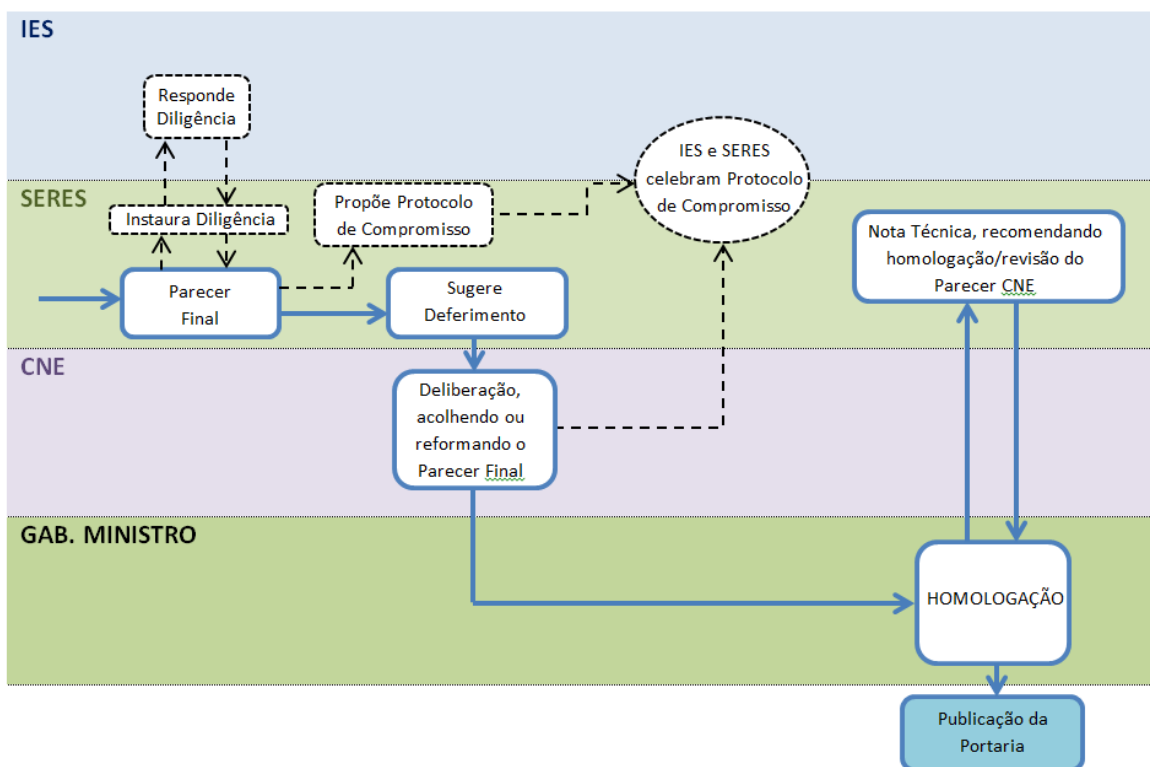 IES
Responde
Diligência
IES e SERES
celebram Protocolo
de Compromisso
SERES
Instaura Diligência
Propõe Protocolo
de Compromisso
Nota Técnica, recomendando
homologação/revisão do
Parecer CNE
Parecer
Final
Sugere
Deferimento
CNE
Deliberação,
acolhendo ou
reformando o
Parecer Final
GAB. MINISTRO
HOMOLOGAÇÃO
Publicação da
Portaria